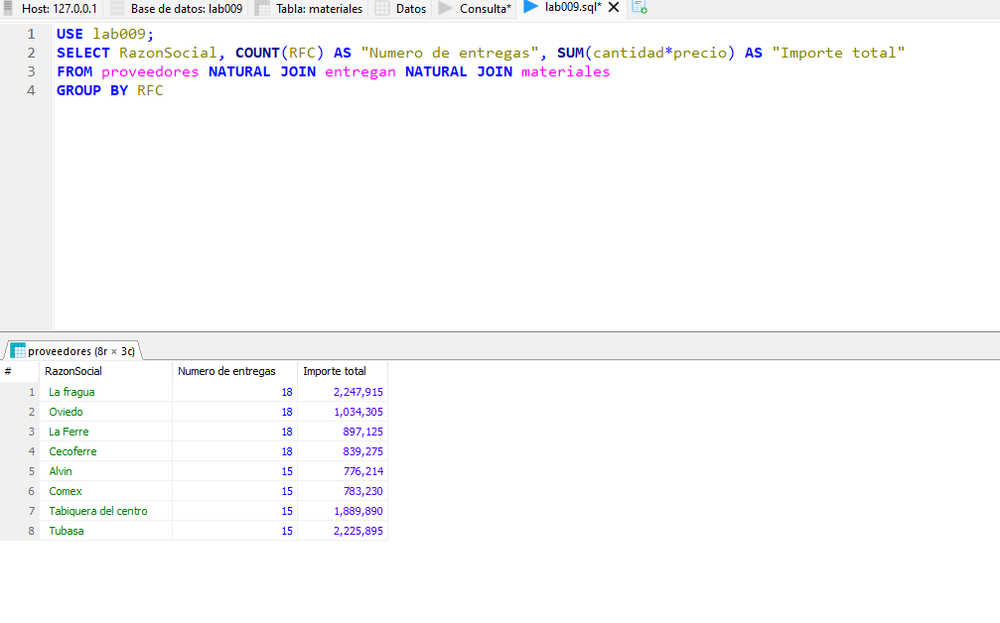 Host: 127.0.0.1 Base de datos: lab009 Tabla: materiales Datos Consulta* lab009.sql*
1 USE lab009;
2 SELECT RazonSocial, COUNT(RFC) AS "Numero de entregas", SUM(cantidad*precio) AS "Importe total"
3 FROM proveedores NATURAL JOIN entregan NATURAL JOIN materiales
4 GROUP BY RFC
proveedores (8r × 3c)
# RazonSocial Numero de entregas Importe total
1 La fragua 18 2,247,915
2 Oviedo 18 1,034,305
3 La Ferre 18 897,125
4 Cecoferre 18 839,275
5 Alvin 15 776,214
6 Comex 15 783,230
7 Tabiquera del centro 15 1,889,890
8 Tubasa 15 2,225,895